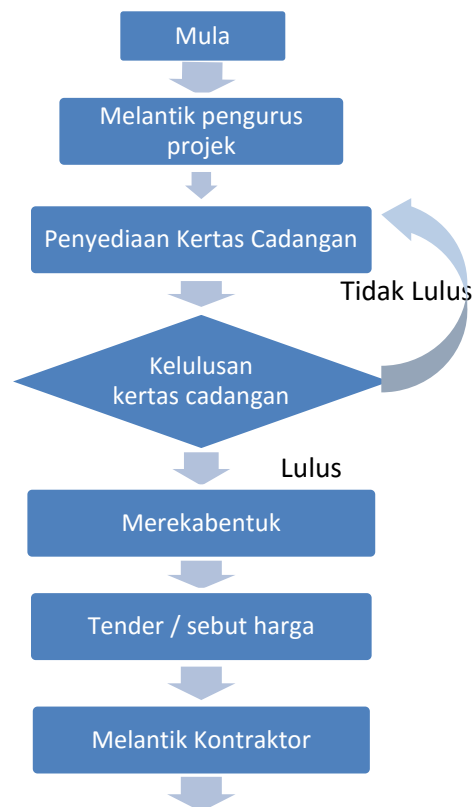 Mula
Melantik pengurus
projek
Penyediaan Kertas Cadangan
Tidak Lulus
Kelulusan
kertas cadangan
Lulus
Merekabentuk
Tender / sebut harga
Melantik Kontraktor